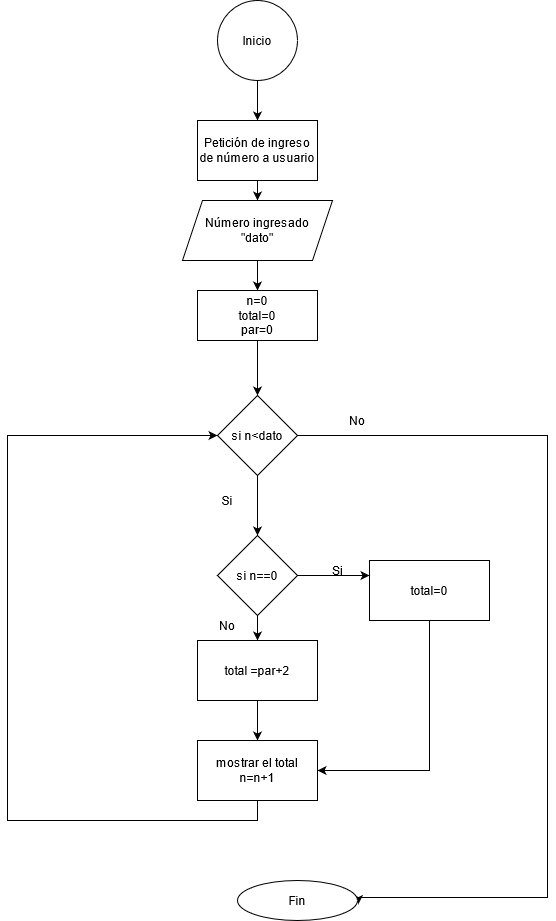 Inicio
Petición de ingreso
de número a usuario
Número ingresado
"dato"
n=0
total=0
par=0
si n<dato
No
Si
si n==0
Si
total=0
No
total =par+2
mostrar el total
n=n+1
Fin